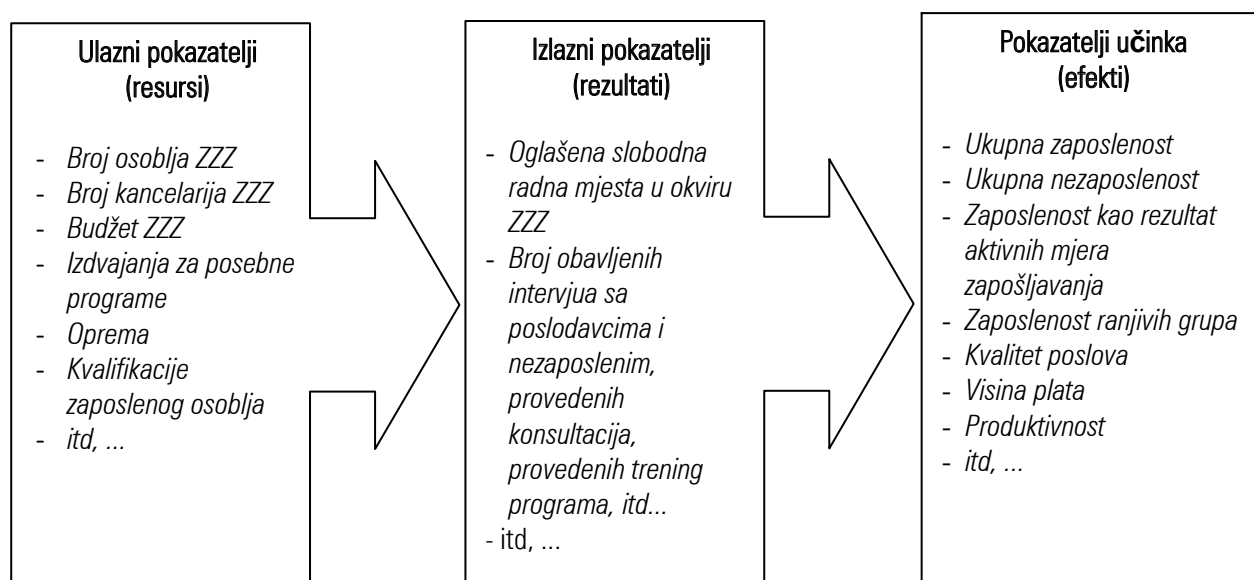 Ulazni pokazatelji
(resursi)
- Broj osoblja ZZZ
- Broj kancelarija ZZZ
- Budžet ZZZ
- Izdvajanja za posebne
programe
- Oprema
- Kvalifikacije
zaposlenog osoblja
- itd, ...
Izlazni pokazatelji
(rezultati)
- Oglašena slobodna
radna mjesta u okviru
ZZZ
- Broj obavljenih
intervjua sa
poslodavcima i
nezaposlenim,
provedenih
konsultacija,
provedenih trening
programa, itd...
- itd, ...
Pokazatelji učinka
(efekti)
- Ukupna zaposlenost
- Ukupna nezaposlenost
- Zaposlenost kao rezultat
aktivnih mjera
zapošljavanja
- Zaposlenost ranjivih grupa
- Kvalitet poslova
- Visina plata
- Produktivnost
- itd, ...